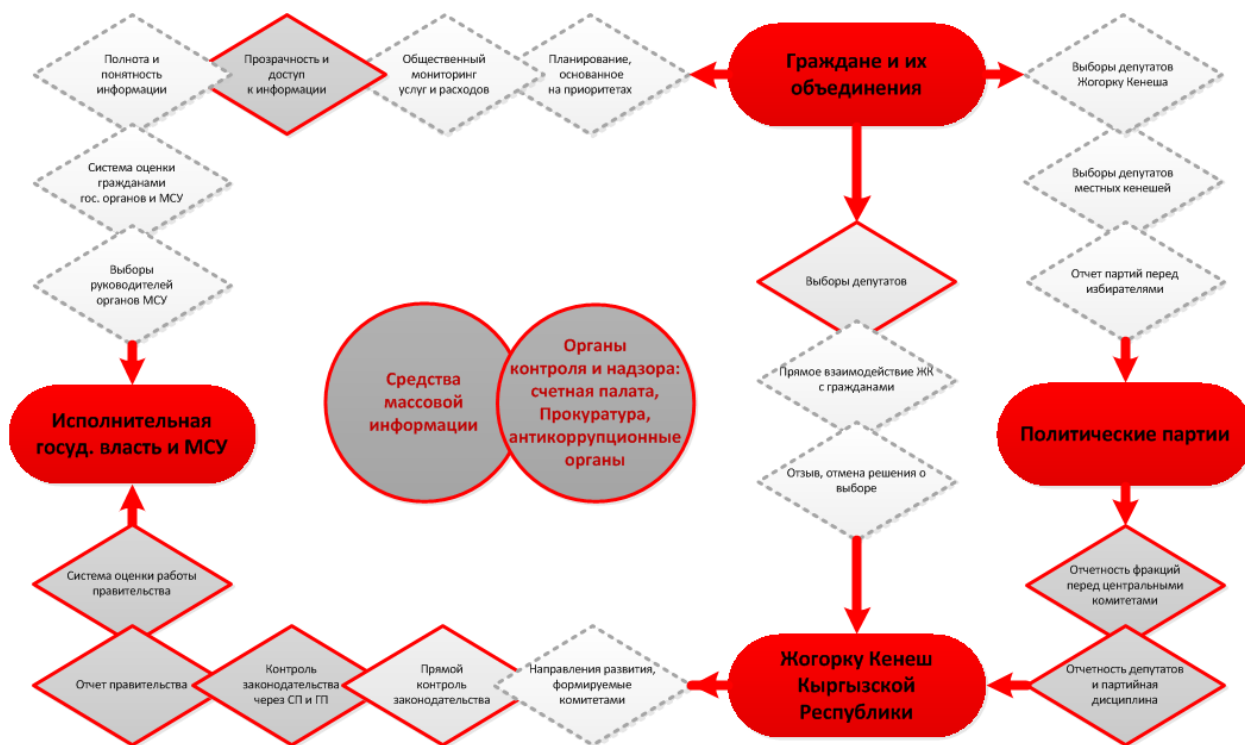 Полнота и
понятность
информации
Прозрачность и
доступ
к информации
Общественный
мониторинг
услуг и расходов
Планирование,
основанное
на приоритетах
Граждане и их
объединения
Выборы депутатов
Жогорку Кенеша
Система оценки
гражданами
гос. органов и МСУ
Выборы депутатов
местных кенешей
Выборы
руководителей
органов МСУ
Выборы депутатов
Отчет партий перед
избирателями
Средства
массовой
информации
Органы
контроля и надзора:
счетная палата,
Прокуратура,
антикоррупционные
органы
Прямое взаимодействие ЖК
с гражданами
Исполнительная
госуд. власть и МСУ
Политические партии
Отзыв, отмена решения о
выборе
Система оценки работы
правительства
Отчетность фракций
перед центральными
комитетами
Отчет правительства
Контроль
законодательства
через СП и ГП
Прямой
контроль
законодательства
Направления развития,
формируемые
комитетами
Жогорку Кенеш
Кыргызской
Республики
Отчетность депутатов
и партийная
дисциплина